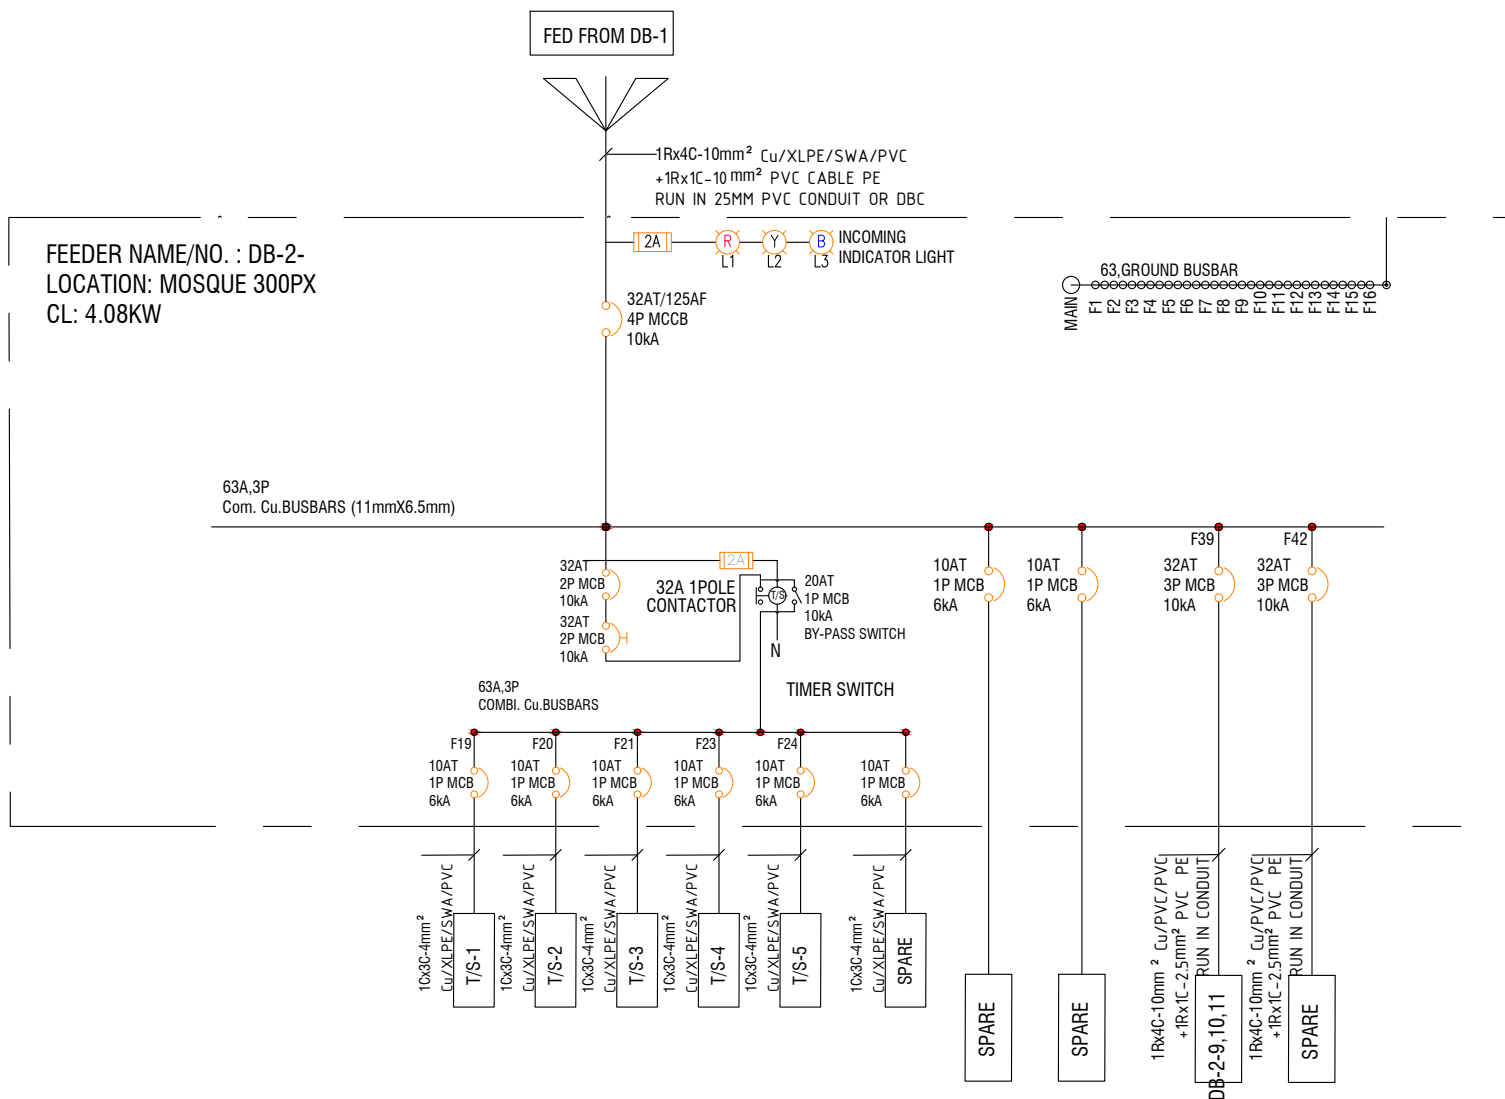 FED FROM DB-1
1Rx4C-10mm² Cu/XLPE/SWA/PVC
+1Rx1C-10 mm² PVC CABLE PE
RUN IN 25MM PVC CONDUIT OR DBC
FEEDER NAME/NO. : DB-2-
LOCATION: MOSQUE 300PX
CL: 4.08KW
2A
R
Y
B
L1
L2
L3
INCOMING
INDICATOR LIGHT
32AT/125AF
4P MCCB
10kA
63,GROUND BUSBAR
MAIN
F1
F2
F3
F4
F5
F6
F7
F8
F9
F10
F11
F12
F13
F14
F15
F16
63A,3P
Com. Cu.BUSBARS (11mmX6.5mm)
32AT
2P MCB
10kA
32AT
2P MCB
10kA
2A
32A 1POLE
CONTACTOR
T/S
20AT
1P MCB
10kA
BY-PASS SWITCH
N
TIMER SWITCH
10AT
1P MCB
6kA
10AT
1P MCB
6kA
F39
32AT
3P MCB
10kA
F42
32AT
3P MCB
10kA
63A,3P
COMBI. Cu.BUSBARS
F19
10AT
1P MCB
6kA
F20
10AT
1P MCB
6kA
F21
10AT
1P MCB
6kA
F23
10AT
1P MCB
6kA
F24
10AT
1P MCB
6kA
10AT
1P MCB
6kA
1Cx3C-4mm²
Cu/XLPE/SWA/PVC
T/S-1
1Cx3C-4mm²
Cu/XLPE/SWA/PVC
T/S-2
1Cx3C-4mm²
Cu/XLPE/SWA/PVC
T/S-3
1Cx3C-4mm²
Cu/XLPE/SWA/PVC
T/S-4
1Cx3C-4mm²
Cu/XLPE/SWA/PVC
T/S-5
1Cx3C-4mm²
Cu/XLPE/SWA/PVC
SPARE
SPARE
SPARE
1Rx4C-10mm² Cu/PVC/PVC
+1Rx1C-2.5mm² PVC PE
RUN IN CONDUIT
DB-2-9,10,11
1Rx4C-10mm² Cu/PVC/PVC
+1Rx1C-2.5mm² PVC PE
RUN IN CONDUIT
SPARE